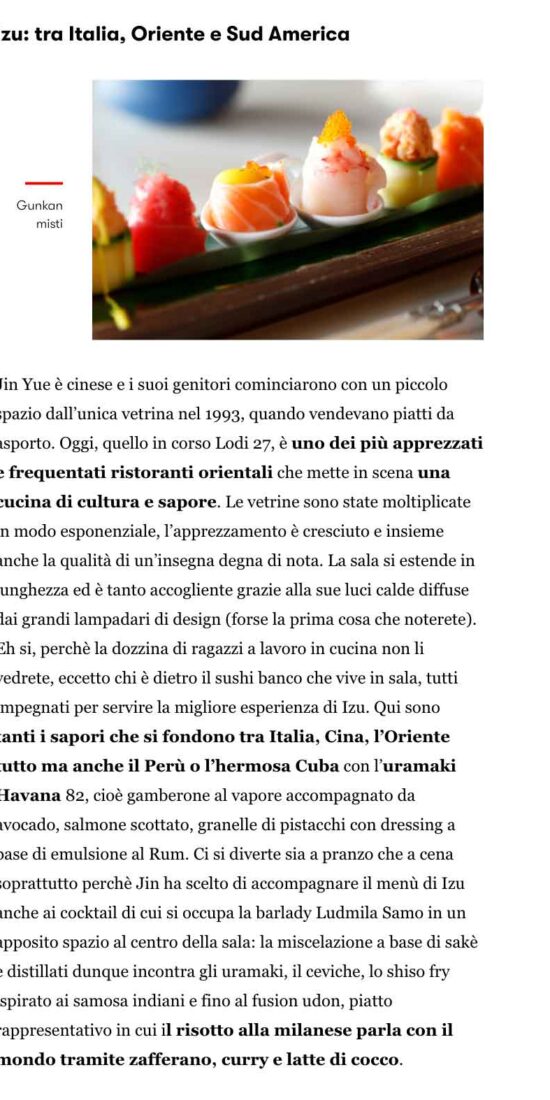 zu: tra Italia, Oriente e Sud America
Gunkan
misti
Jin Yue è cinese e i suoi genitori cominciarono con un piccolo
spazio dall’unica vetrina nel 1993, quando vendevano piatti da
asporto. Oggi, quello in corso Lodi 27, è uno dei più apprezzati
e frequentati ristoranti orientali che mette in scena una
cucina di cultura e sapore. Le vetrine sono state moltiplicate
in modo esponenziale, l’apprezzamento è cresciuto e insieme
anche la qualità di un’insegna degna di nota. La sala si estende in
lunghezza ed è tanto accogliente grazie alla sue luci calde diffuse
dai grandi lampadari di design (forse la prima cosa che noterete).
Eh si, perchè la dozzina di ragazzi a lavoro in cucina non li
vedrete, eccetto chi è dietro il sushi banco che vive in sala, tutti
impegnati per servire la migliore esperienza di Izu. Qui sono
tanti i sapori che si fondono tra Italia, Cina, l’Oriente
tutto ma anche il Perù o l’hermosa Cuba con l’uramaki
Havana 82, cioè gamberone al vapore accompagnato da
avocado, salmone scottato, granelle di pistacchi con dressing a
base di emulsione al Rum. Ci si diverte sia a pranzo che a cena
soprattutto perchè Jin ha scelto di accompagnare il menù di Izu
anche ai cocktail di cui si occupa la barlady Ludmila Samo in un
apposito spazio al centro della sala: la miscelazione a base di sakè
e distillati dunque incontra gli uramaki, il ceviche, lo shiso fry
ispirato ai samosa indiani e fino al fusion udon, piatto
rappresentativo in cui il risotto alla milanese parla con il
mondo tramite zafferano, curry e latte di cocco.